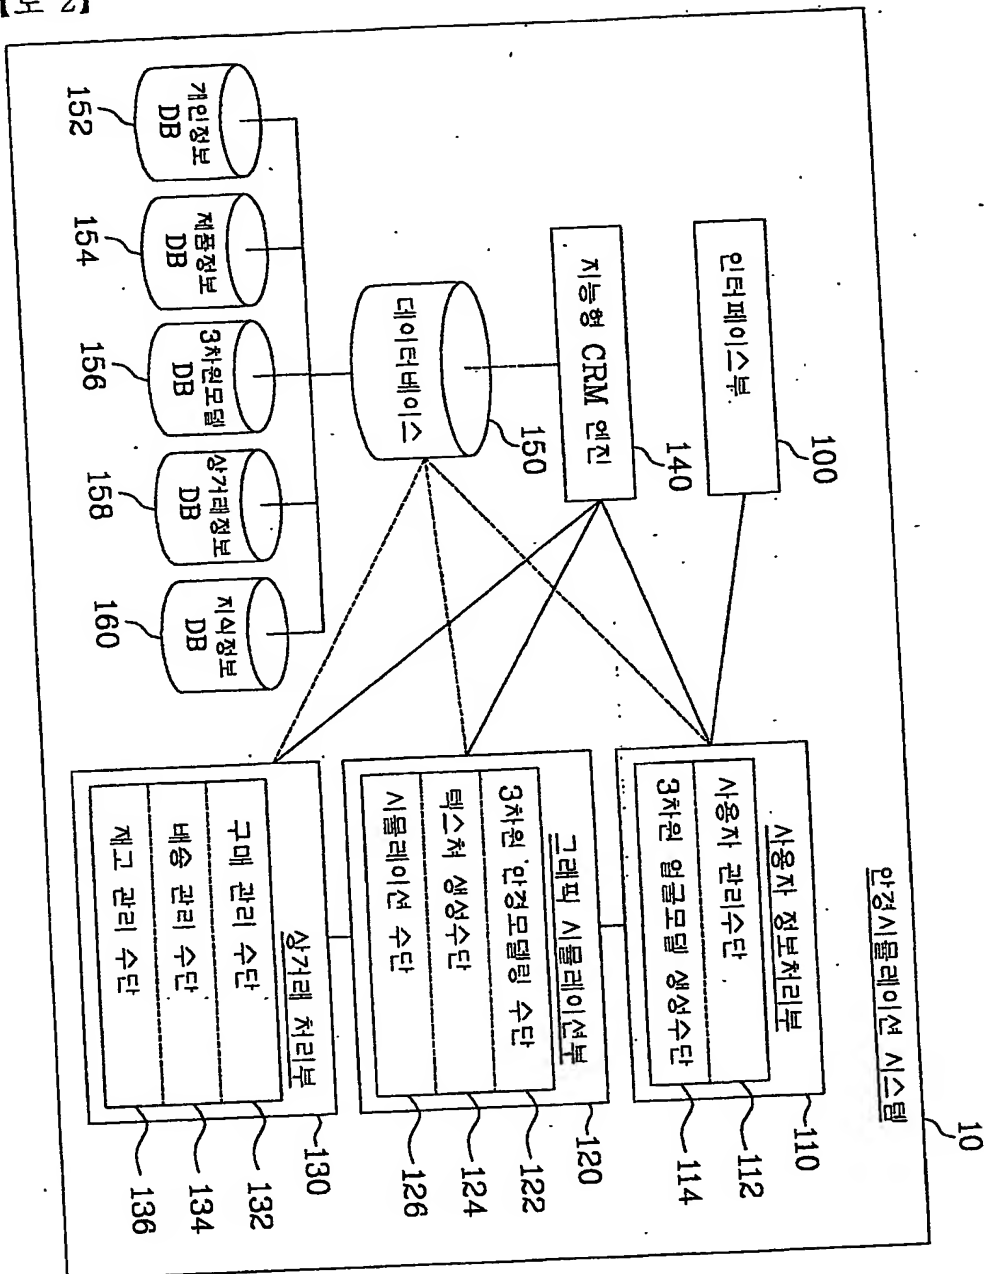 【도 2】
안경시뮬레이션 시스템
10
인터페이스부
100
지능형 CRM 엔진
140
데이터베이스
150
개인정보
DB
152
제품정보
DB
154
3차원모델
DB
156
상거래정보
DB
158
지식정보
DB
160
사용자 정보처리부
110
사용자 관리수단
112
3차원 얼굴모델 생성수단
114
그래픽 시뮬레이션부
120
3차원 안경모델링 수단
122
텍스쳐 생성수단
124
시뮬레이션 수단
126
상거래 처리부
130
구매 관리 수단
132
배송 관리 수단
134
재고 관리 수단
136